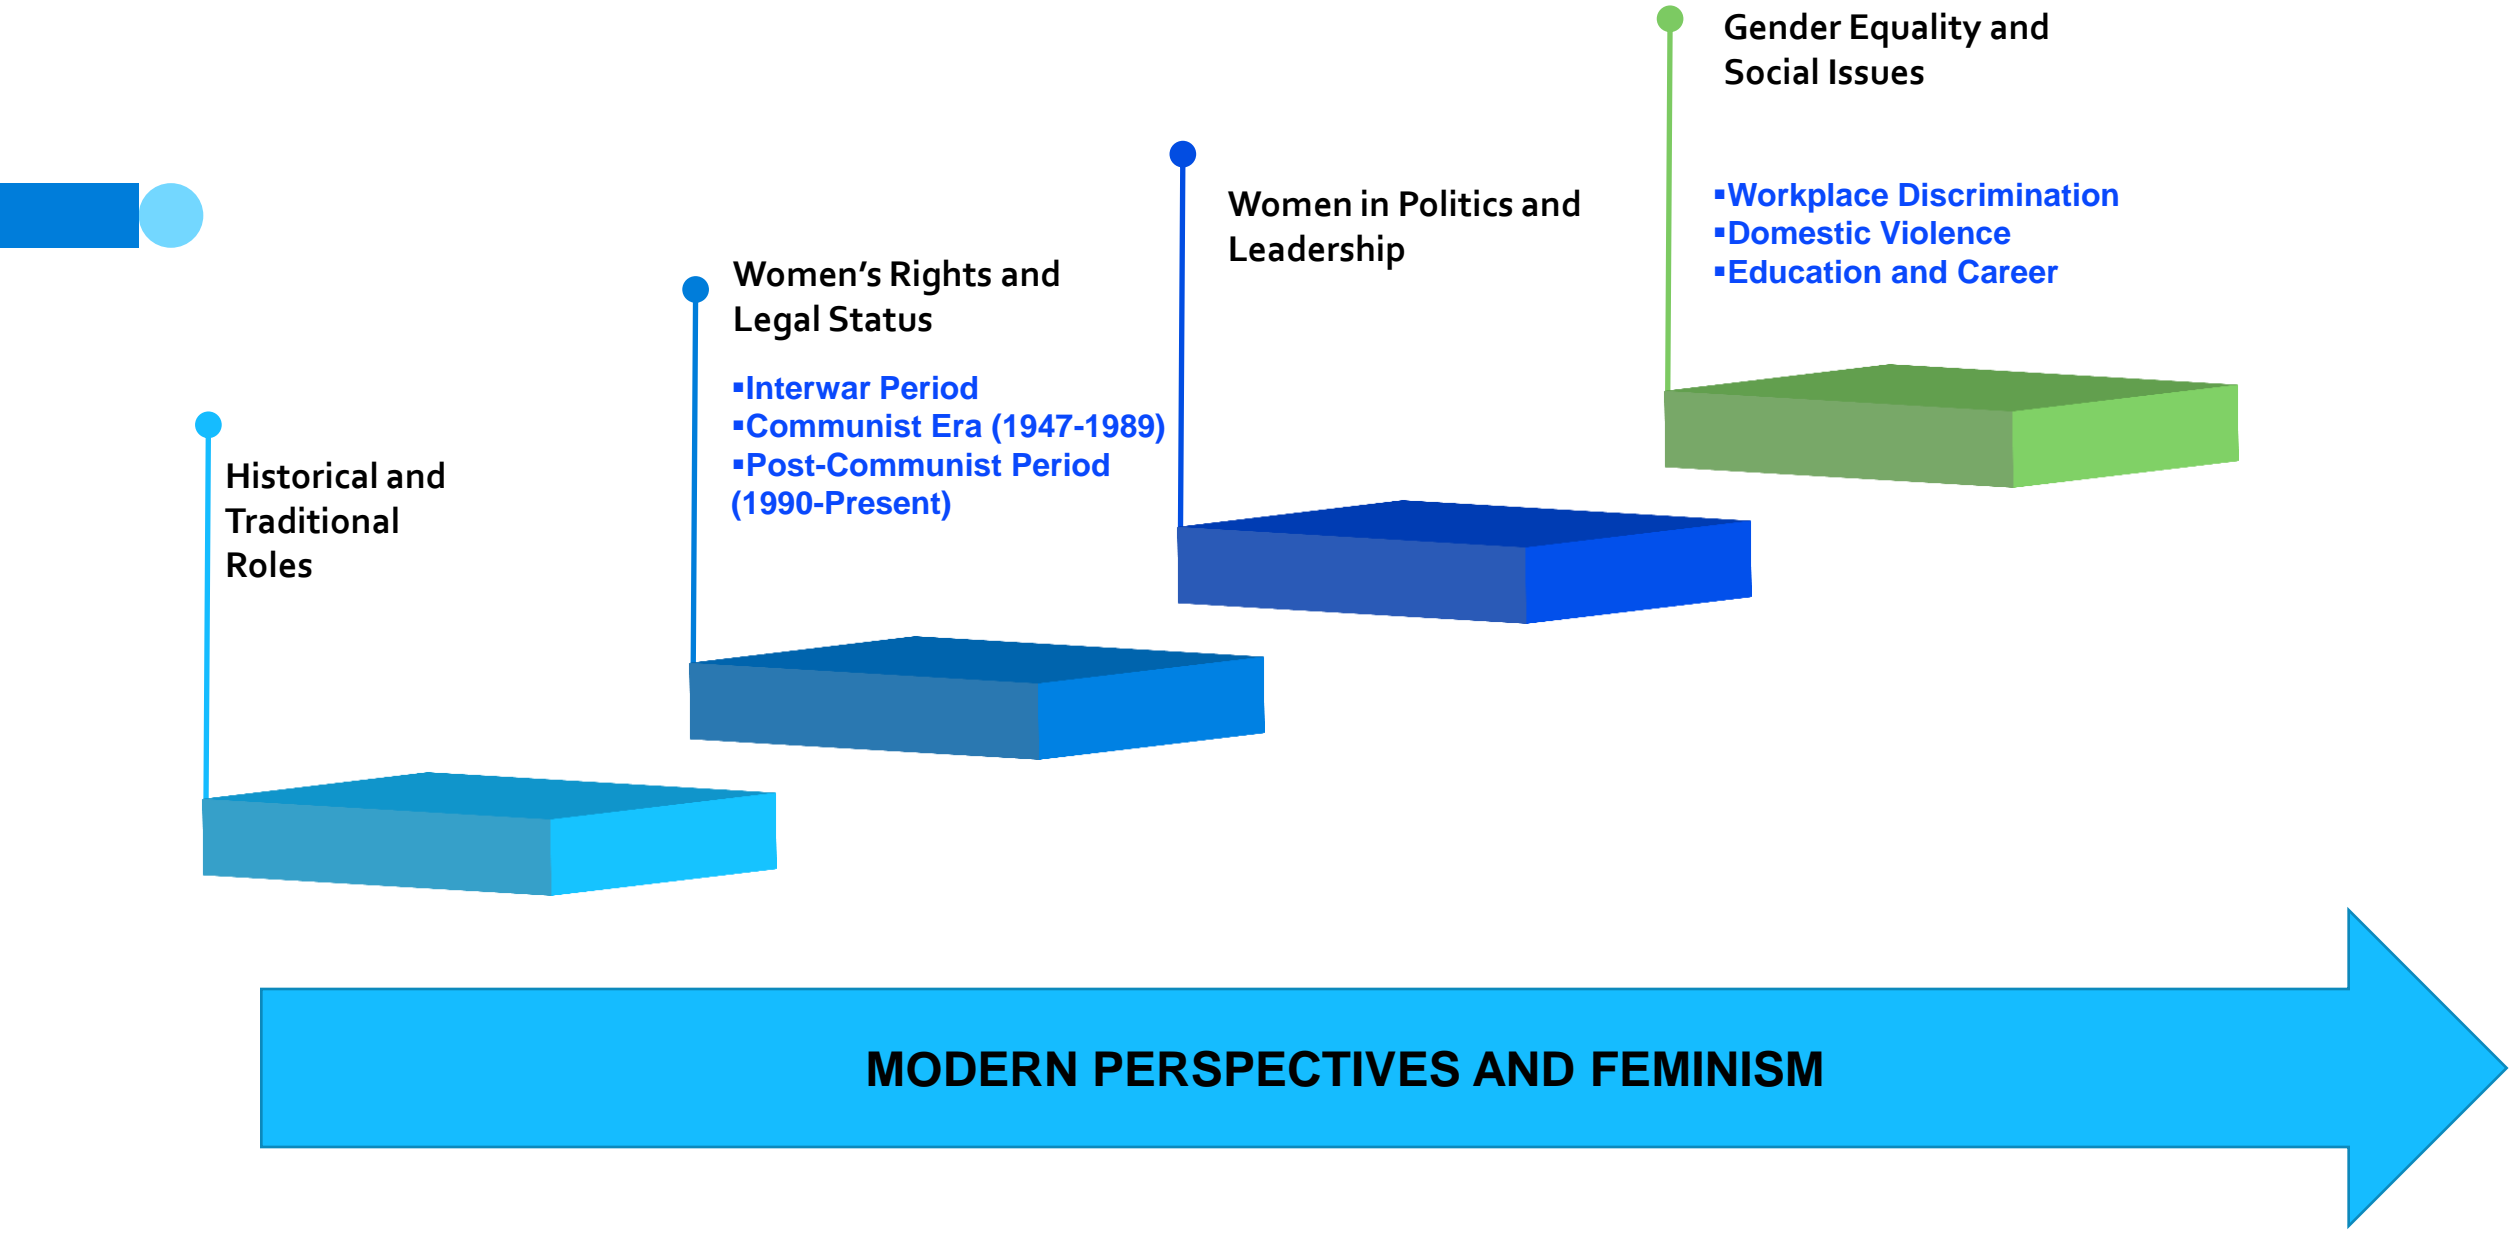 Historical and
Traditional
Roles
Women’s Rights and
Legal Status
▪Interwar Period
▪Communist Era (1947-1989)
▪Post-Communist Period
(1990-Present)
Women in Politics and
Leadership
Gender Equality and
Social Issues
▪Workplace Discrimination
▪Domestic Violence
▪Education and Career
MODERN PERSPECTIVES AND FEMINISM